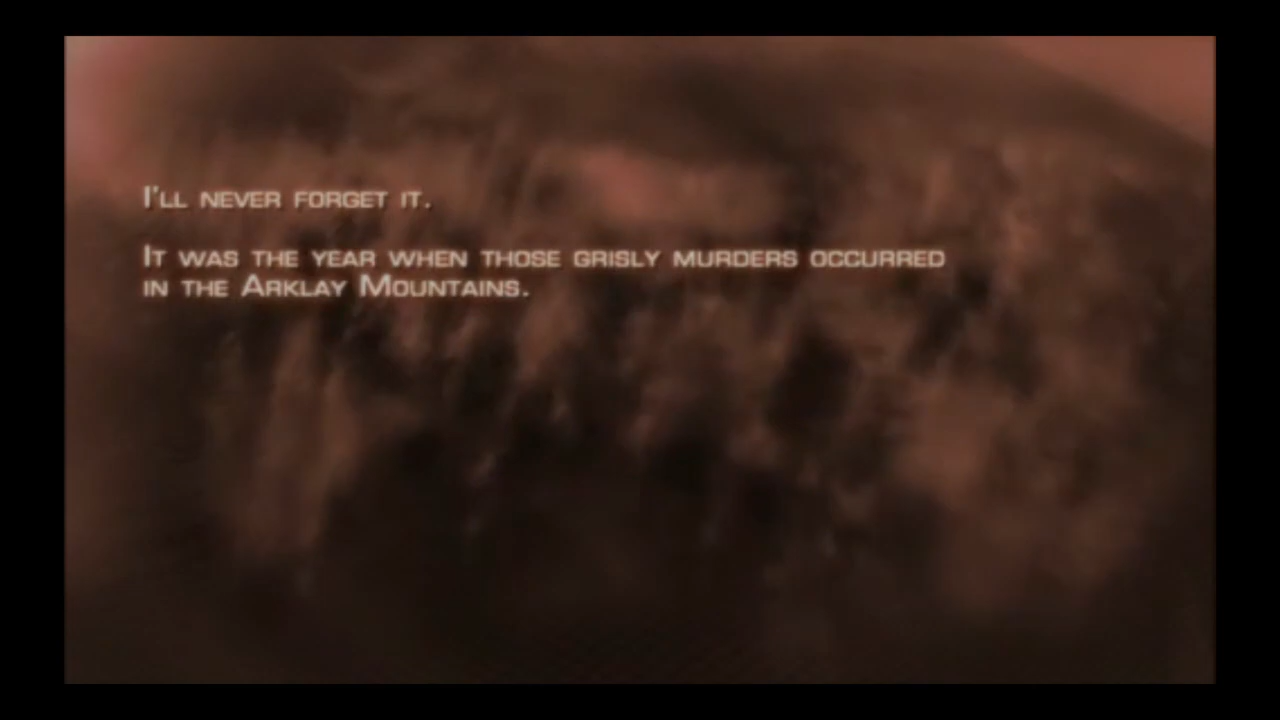 I'll never forget it.
It was the year when those grisly murders occurred
in the Arklay Mountains.